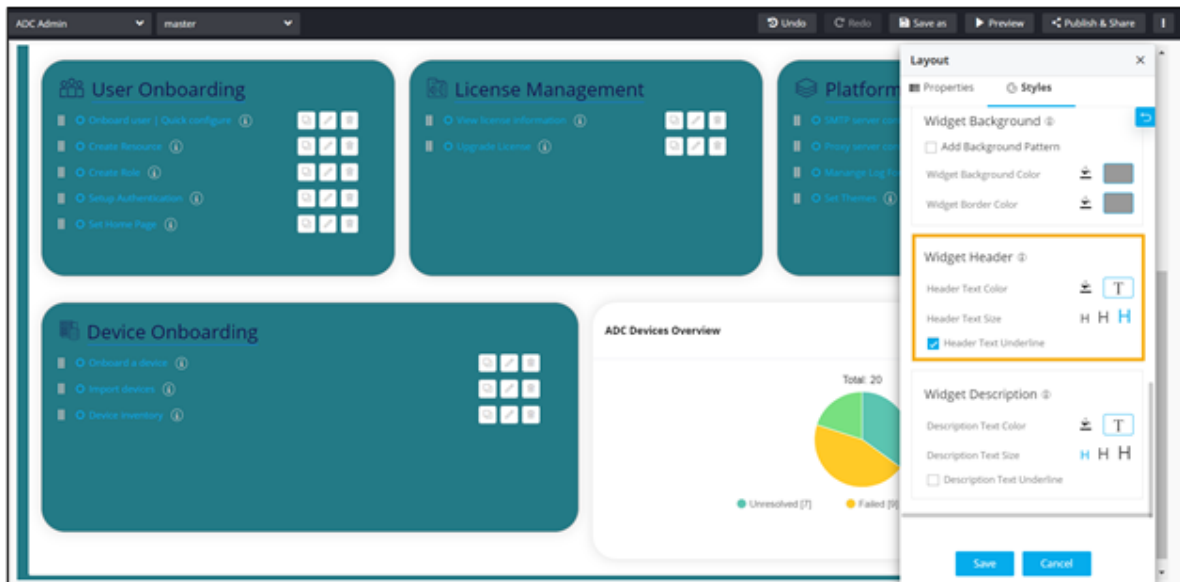 ADC Admin
master
Undo
Redo
Save as
Preview
Publish & Share
User Onboarding
Onboard user | Quick configure
Create Resource
Create Role
Setup Authentication
Set Home Page
License Management
View license information
Upgrade License
Platform
SMTP server con
Proxy server con
Manange Log Fo
Set Themes
Device Onboarding
Onboard a device
Import devices
Device Inventory
ADC Devices Overview
Total: 20
Unresolved [7]
Failed [9]
Layout
Properties
Styles
Widget Background
Add Background Pattern
Widget Background Color
Widget Border Color
Widget Header
Header Text Color
T
Header Text Size
H H H
Header Text Underline
Widget Description
Description Text Color
T
Description Text Size
H H H
Description Text Underline
Save
Cancel